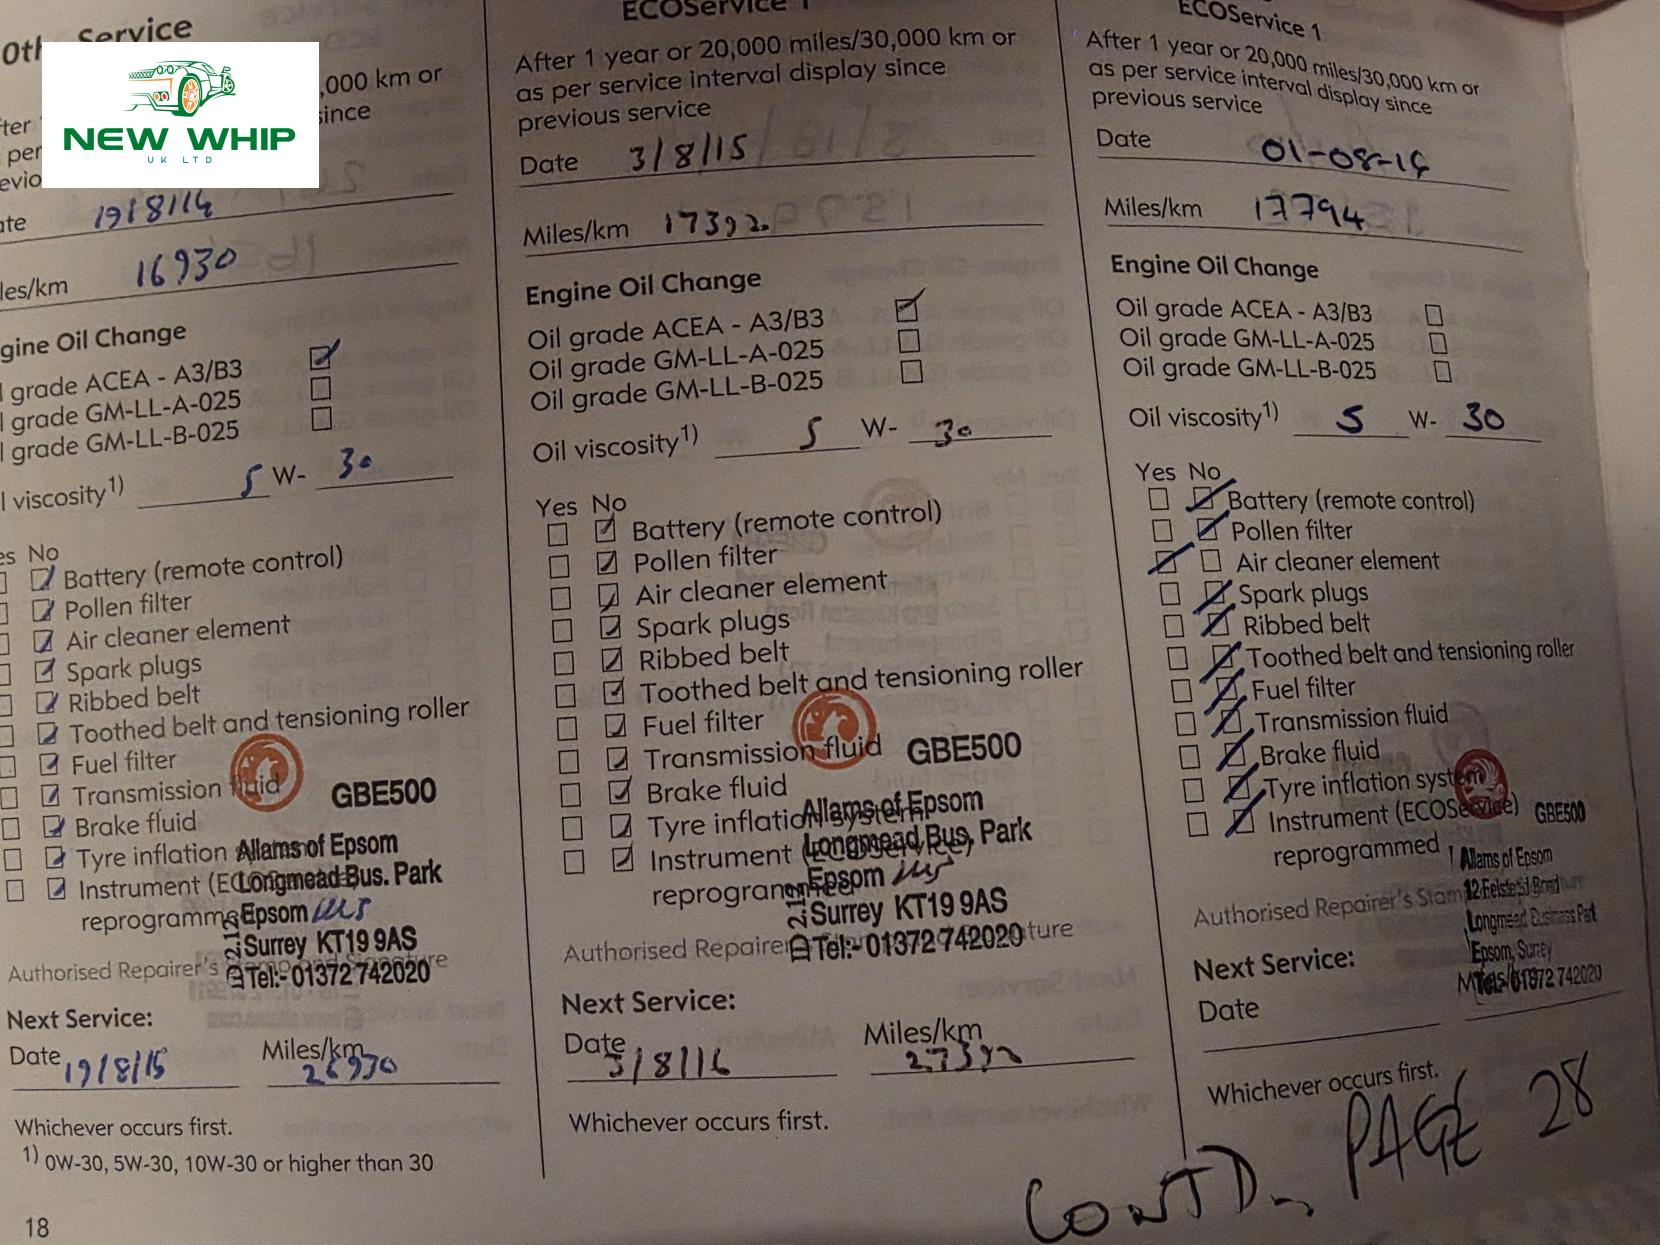 0th Service
NEW WHIP
UK LTD
,000 km or
since
16930
Engine Oil Change
Oil grade ACEA - A3/B3
Oil grade GM-LL-A-025
Oil grade GM-LL-B-025
viscosity1) 5 W- 30
No
Battery (remote control)
Pollen filter
Air cleaner element
Spark plugs
Ribbed belt
Toothed belt and tensioning roller
Fuel filter
Transmission fluid
GBE500
Brake fluid
Tyre inflation
Allams of Epsom
Instrument
Longmead Bus. Park
Epsom
Surrey KT19 9AS
Authorised Repairer's Stamp and Signature
Tel:- 01372 742020
Next Service:
Date 19/8/15 Miles/km 26930
Whichever occurs first.
1) 0W-30, 5W-30, 10W-30 or higher than 30
18
ECOService 1
After 1 year or 20,000 miles/30,000 km or
as per service interval display since
previous service
Date 3/8/15
Miles/km 17392
Engine Oil Change
Oil grade ACEA - A3/B3
Oil grade GM-LL-A-025
Oil grade GM-LL-B-025
Oil viscosity1) 5 W- 30
Yes No
Battery (remote control)
Pollen filter
Air cleaner element
Spark plugs
Ribbed belt
Toothed belt and tensioning roller
Fuel filter
Transmission fluid GBE500
Brake fluid
Allams of Epsom
Tyre inflation system
Longmead Bus. Park
Instrument (ECOService)
Epsom
reprogrammed
Surrey KT19 9AS
Authorised Repairer
Tel:- 01372 742020
Next Service:
Date 3/8/16 Miles/km 27392
Whichever occurs first.
ECOService 1
After 1 year or 20,000 miles/30,000 km or
as per service interval display since
previous service
Date
Miles/km 17794
Engine Oil Change
Oil grade ACEA - A3/B3
Oil grade GM-LL-A-025
Oil grade GM-LL-B-025
Oil viscosity1) 5 W- 30
Yes No
Battery (remote control)
Pollen filter
Air cleaner element
Spark plugs
Ribbed belt
Toothed belt and tensioning roller
Fuel filter
Transmission fluid
Brake fluid
Tyre inflation system
Instrument (ECOService) GBE500
reprogrammed
Allams of Epsom
Authorised Repairer's Stamp
Longmead Business Park
Epsom, Surrey
Tel:- 01372 742020
Next Service:
Date
Whichever occurs first.
CONTD. PAGE 28